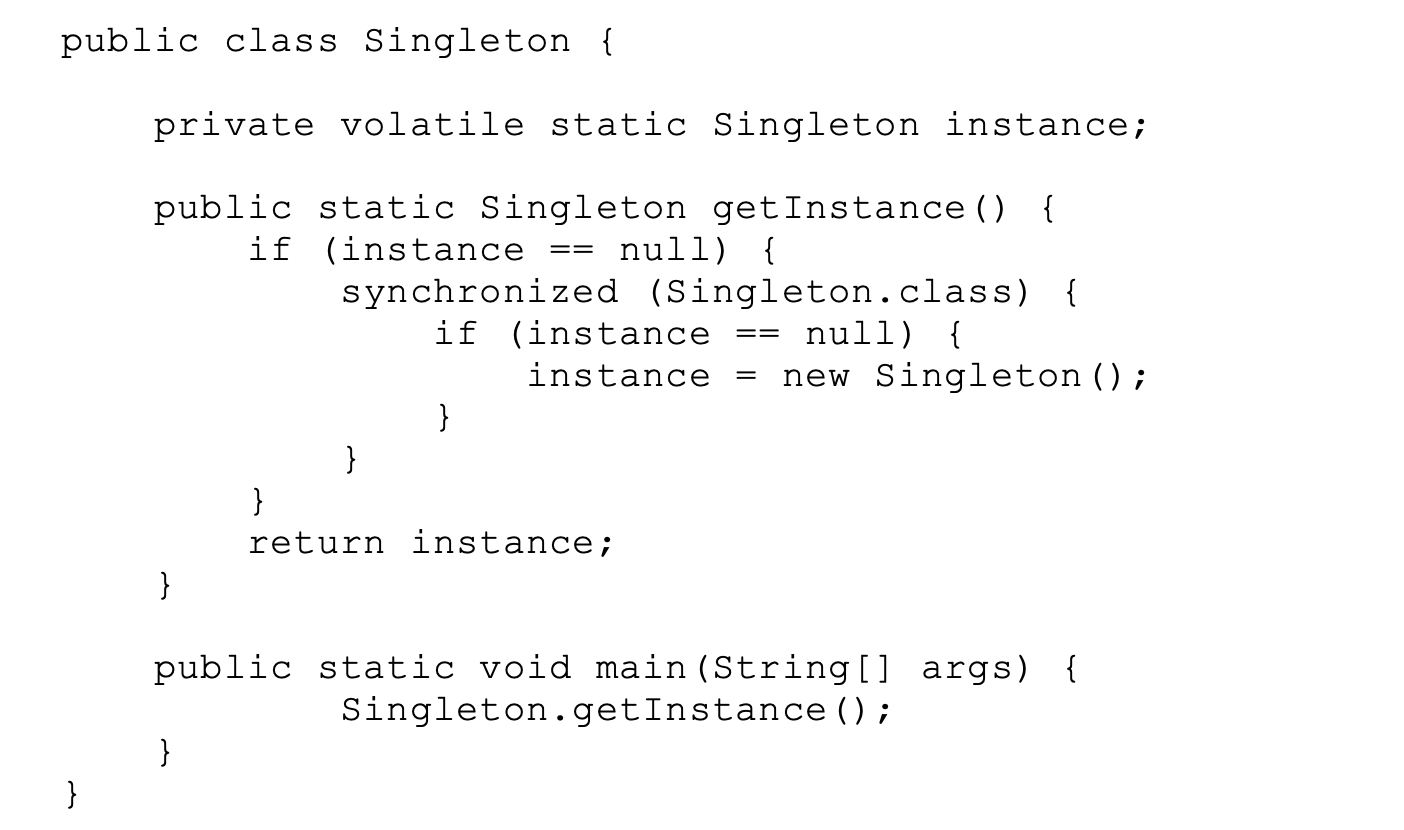 public class Singleton {
private volatile static Singleton instance;
public static Singleton getInstance() {
if (instance == null) {
synchronized (Singleton.class) {
if (instance == null) {
instance = new Singleton();
}
}
}
return instance;
}
public static void main(String[] args) {
Singleton.getInstance();
}
}